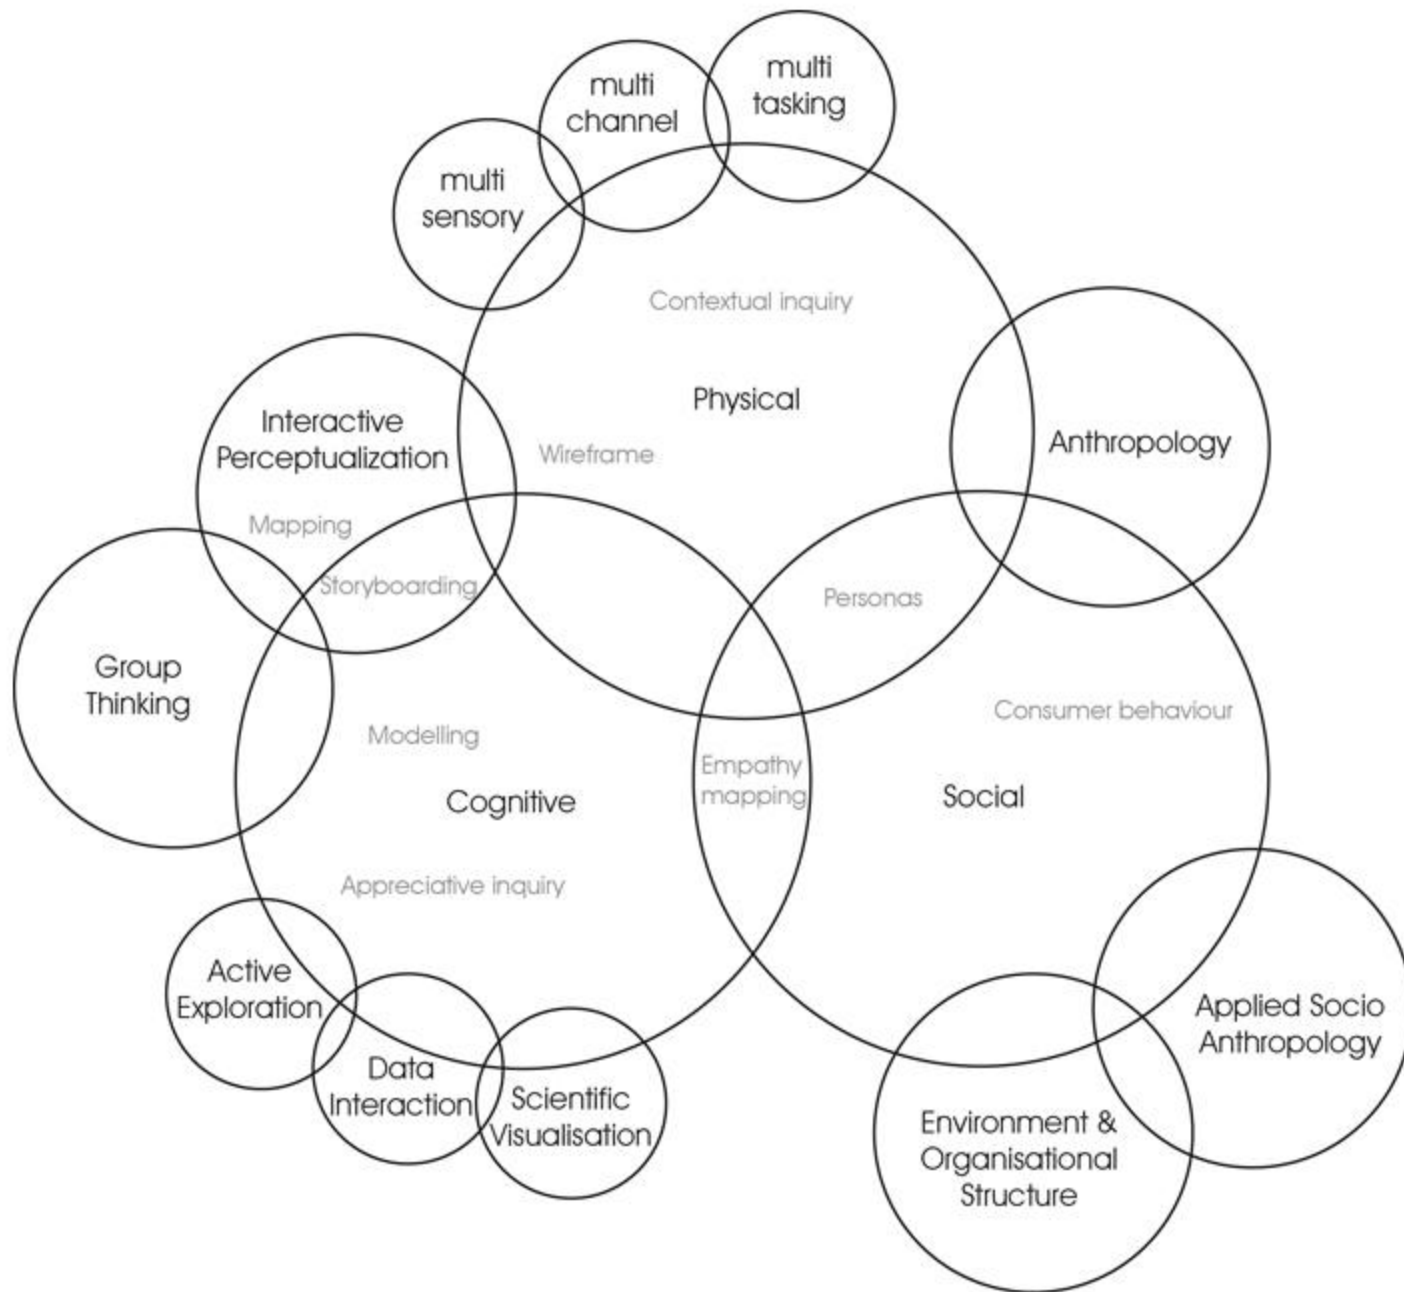 multi
tasking
multi
channel
multi
sensory
Contextual inquiry
Physical
Interactive
Perceptualization
Wireframe
Anthropology
Mapping
Storyboarding
Personas
Group
Thinking
Modelling
Consumer behaviour
Empathy
mapping
Cognitive
Social
Appreciative inquiry
Active
Exploration
Data
Interaction
Scientific
Visualisation
Applied Socio
Anthropology
Environment &
Organisational
Structure